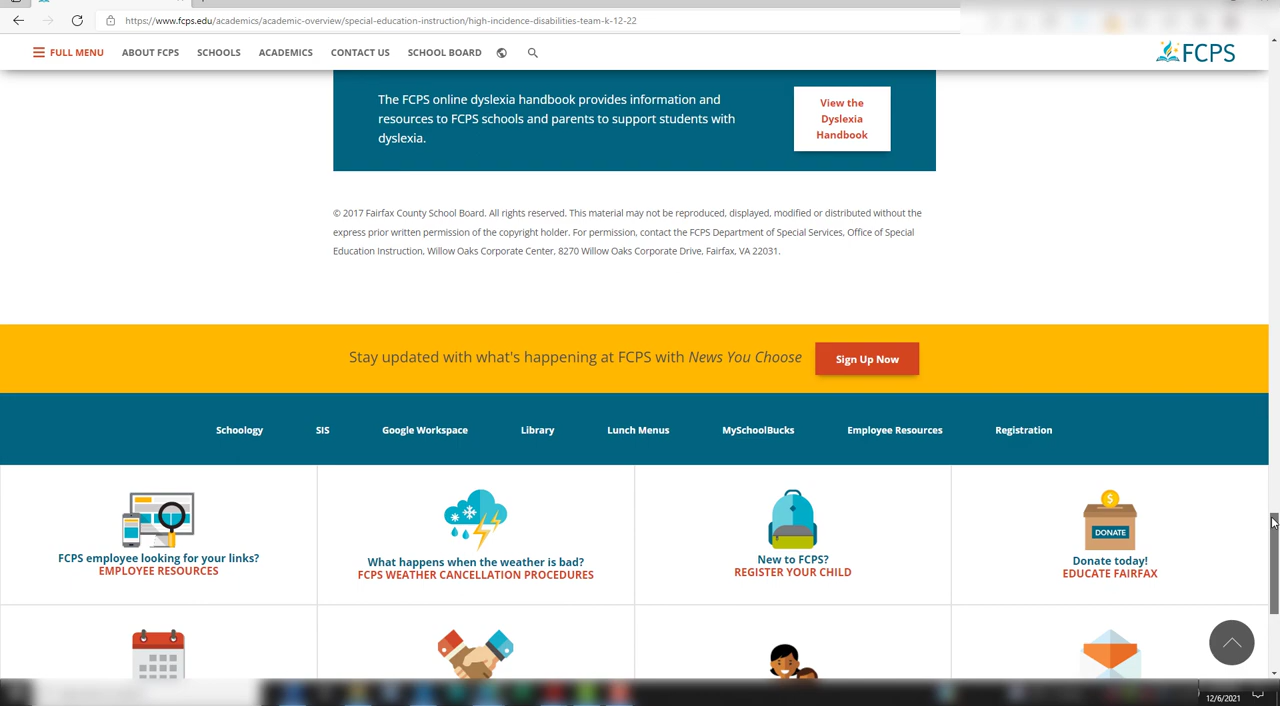 https://www.fcps.edu/academics/academic-overview/special-education-instruction/high-incidence-disabilities-team-k-12-22
FULL MENU ABOUT FCPS SCHOOLS ACADEMICS CONTACT US SCHOOL BOARD FCPS
The FCPS online dyslexia handbook provides information and
resources to FCPS schools and parents to support students with
dyslexia.
View the
Dyslexia
Handbook
© 2017 Fairfax County School Board. All rights reserved. This material may not be reproduced, displayed, modified or distributed without the
express prior written permission of the copyright holder. For permission, contact the FCPS Department of Special Services, Office of Special
Education Instruction, Willow Oaks Corporate Center, 8270 Willow Oaks Corporate Drive, Fairfax, VA 22031.
Stay updated with what's happening at FCPS with News You Choose Sign Up Now
Schoology SIS Google Workspace Library Lunch Menus MySchoolBucks Employee Resources Registration
FCPS employee looking for your links?
EMPLOYEE RESOURCES
What happens when the weather is bad?
FCPS WEATHER CANCELLATION PROCEDURES
New to FCPS?
REGISTER YOUR CHILD
$
DONATE
Donate today!
EDUCATE FAIRFAX
12/6/2021